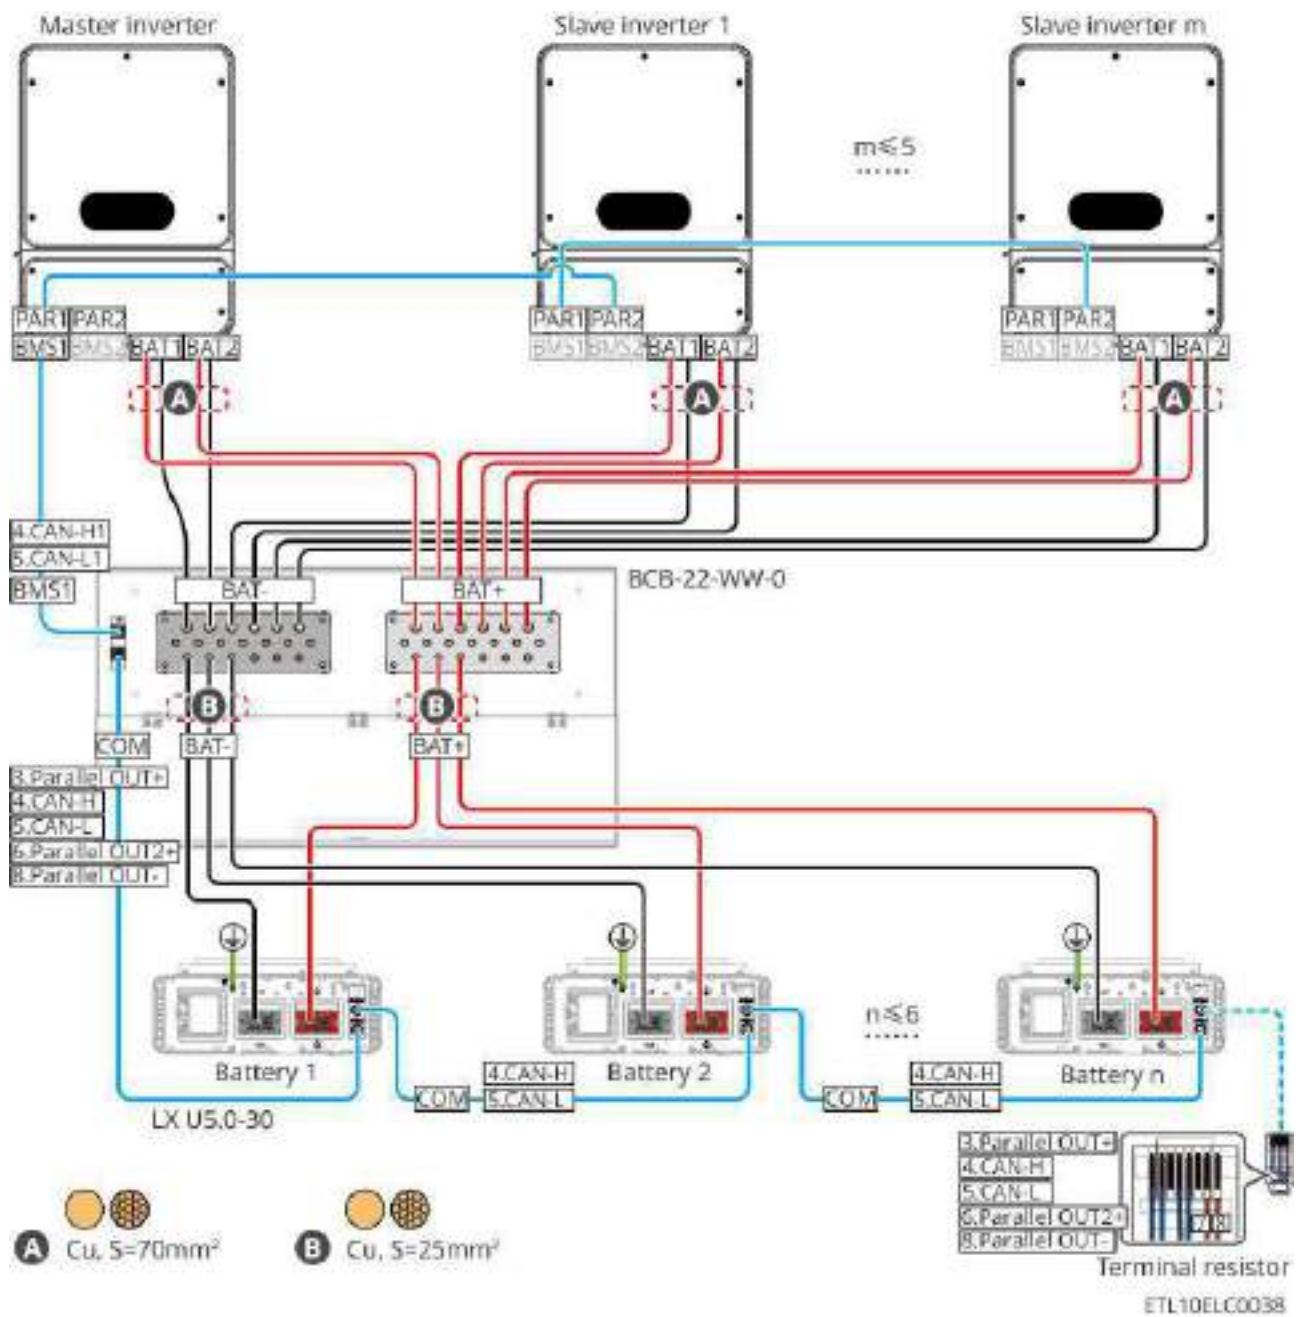 Master inverter
Slave inverter 1
Slave inverter m
m≤5
......
PAR1 PAR2
BMS1 BMS2 BAT1 BAT2
PAR1 PAR2
BMS1 BMS2 BAT1 BAT2
PAR1 PAR2
BMS1 BMS2 BAT1 BAT2
A
A
A
4.CAN-H1
5.CAN-L1
BMS1
BAT-
BAT+
BCB-22-WW-0
B
B
COM
BAT-
BAT+
3.Parallel OUT+
4.CAN-H
5.CAN-L
6.Parallel OUT2+
8.Parallel OUT-
n≤6
......
Battery 1
Battery 2
Battery n
LX U5.0-30
COM
4.CAN-H
5.CAN-L
COM
4.CAN-H
5.CAN-L
3.Parallel OUT+
4.CAN-H
5.CAN-L
6.Parallel OUT2+
8.Parallel OUT-
7 8
Terminal resistor
A Cu, S=70mm²
B Cu, S=25mm²
ETL10ELC0038